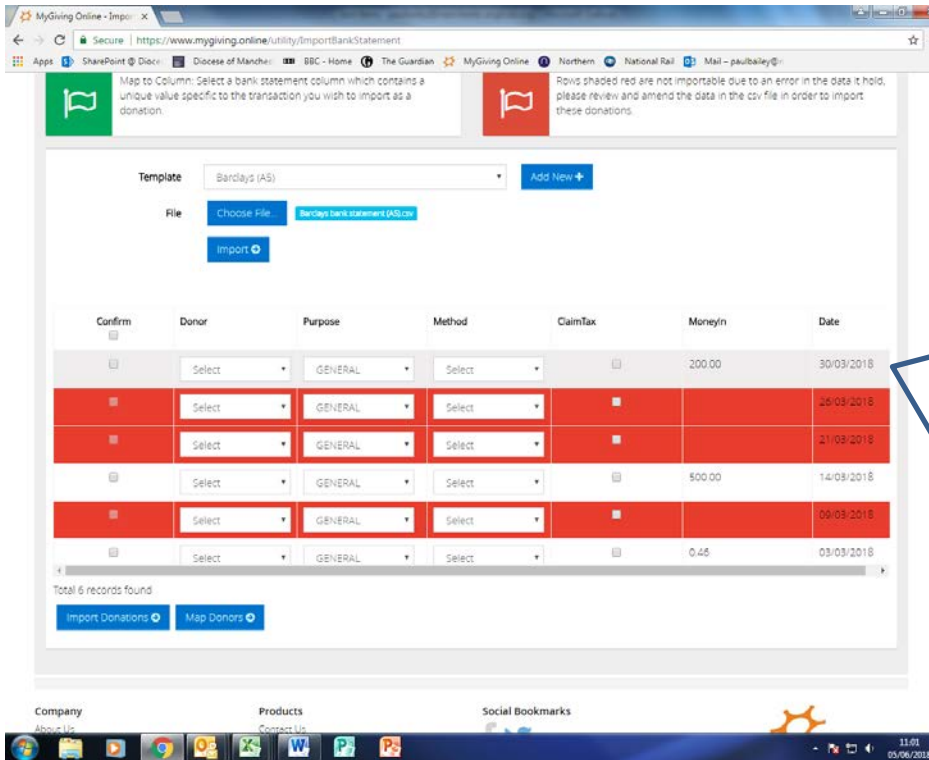 MyGiving Online - Impor
Secure | https://www.mygiving.online/utility/ImportBankStatement
Apps SharePoint @ Dioce Diocese of Manches BBC - Home The Guardian MyGiving Online Northern National Rail Mail – paulbailey@
Map to Column: Select a bank statement column which contains a
unique value specific to the transaction you wish to import as a
donation.
Rows shaded red are not importable due to an error in the data it hold,
please review and amend the data in the csv file in order to import
these donations.
Template Barclays (AS) Add New +
File Choose File... Barclays bank statement (AS).csv
Import
Confirm Donor Purpose Method ClaimTax MoneyIn Date
Select GENERAL Select 200.00 30/03/2018
Select GENERAL Select 26/03/2018
Select GENERAL Select 21/03/2018
Select GENERAL Select 500.00 14/03/2018
Select GENERAL Select 09/03/2018
Select GENERAL Select 0.46 03/03/2018
Total 6 records found
Import Donations Map Donors
Company Products Social Bookmarks
About Us Contact Us
11:01
05/06/2018